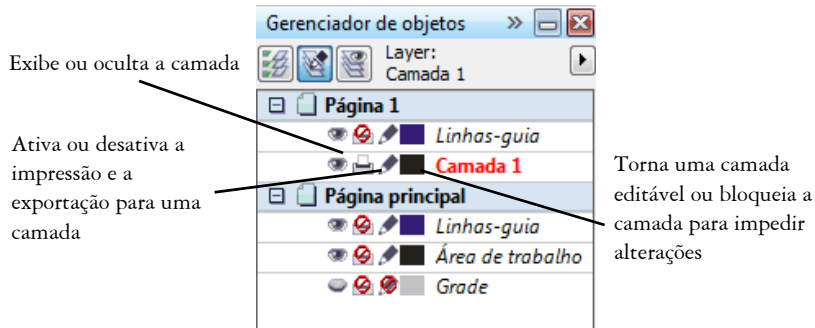 Gerenciador de objetos
Layer:
Camada 1
Exibe ou oculta a camada
Página 1
Linhas-guia
Camada 1
Ativa ou desativa a
impressão e a
exportação para uma
camada
Torna uma camada
editável ou bloqueia a
camada para impedir
alterações
Página principal
Linhas-guia
Área de trabalho
Grade